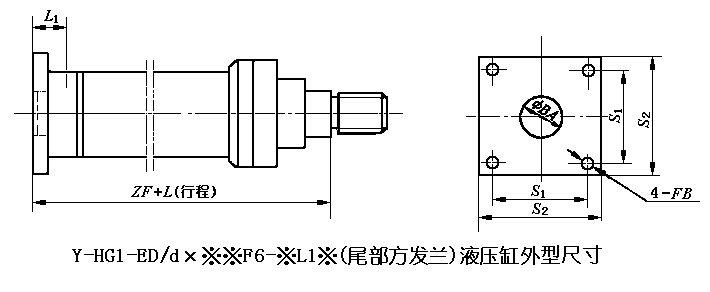 L1
ZF+L(行程)
ΦBA
S1
S2
S1
S2
4-FB
Y-HG1-ED/d×※※F6-※L1※(尾部方发兰)液压缸外型尺寸